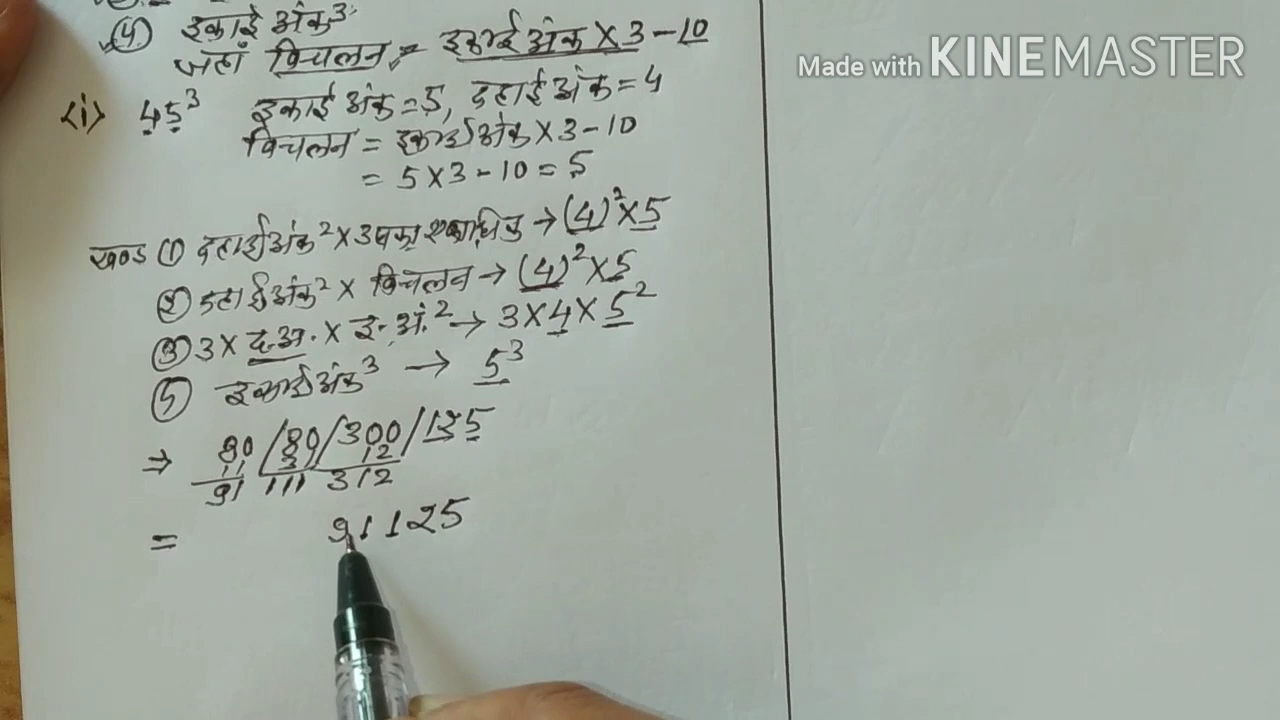 (4) इकाई अंक³
जहाँ विचलन = इकाई अंक × 3 - 10
Made with KINEMASTER
<i> 45³ इकाई अंक = 5, दहाई अंक = 4
विचलन = इकाई अंक × 3 - 10
= 5 × 3 - 10 = 5
खण्ड (1) दहाई अंक² × उपका एकाधिक → (4)² × 5
(2) दहाई अंक² × विचलन → (4)² × 5
(3) 3 × द.अ. × इ.अं.² → 3 × 4 × 5²
इकाई अंक³ → 5³
⇒ 80 / 80 / 300 / 125
11 3 12
91 111 312
= 91125